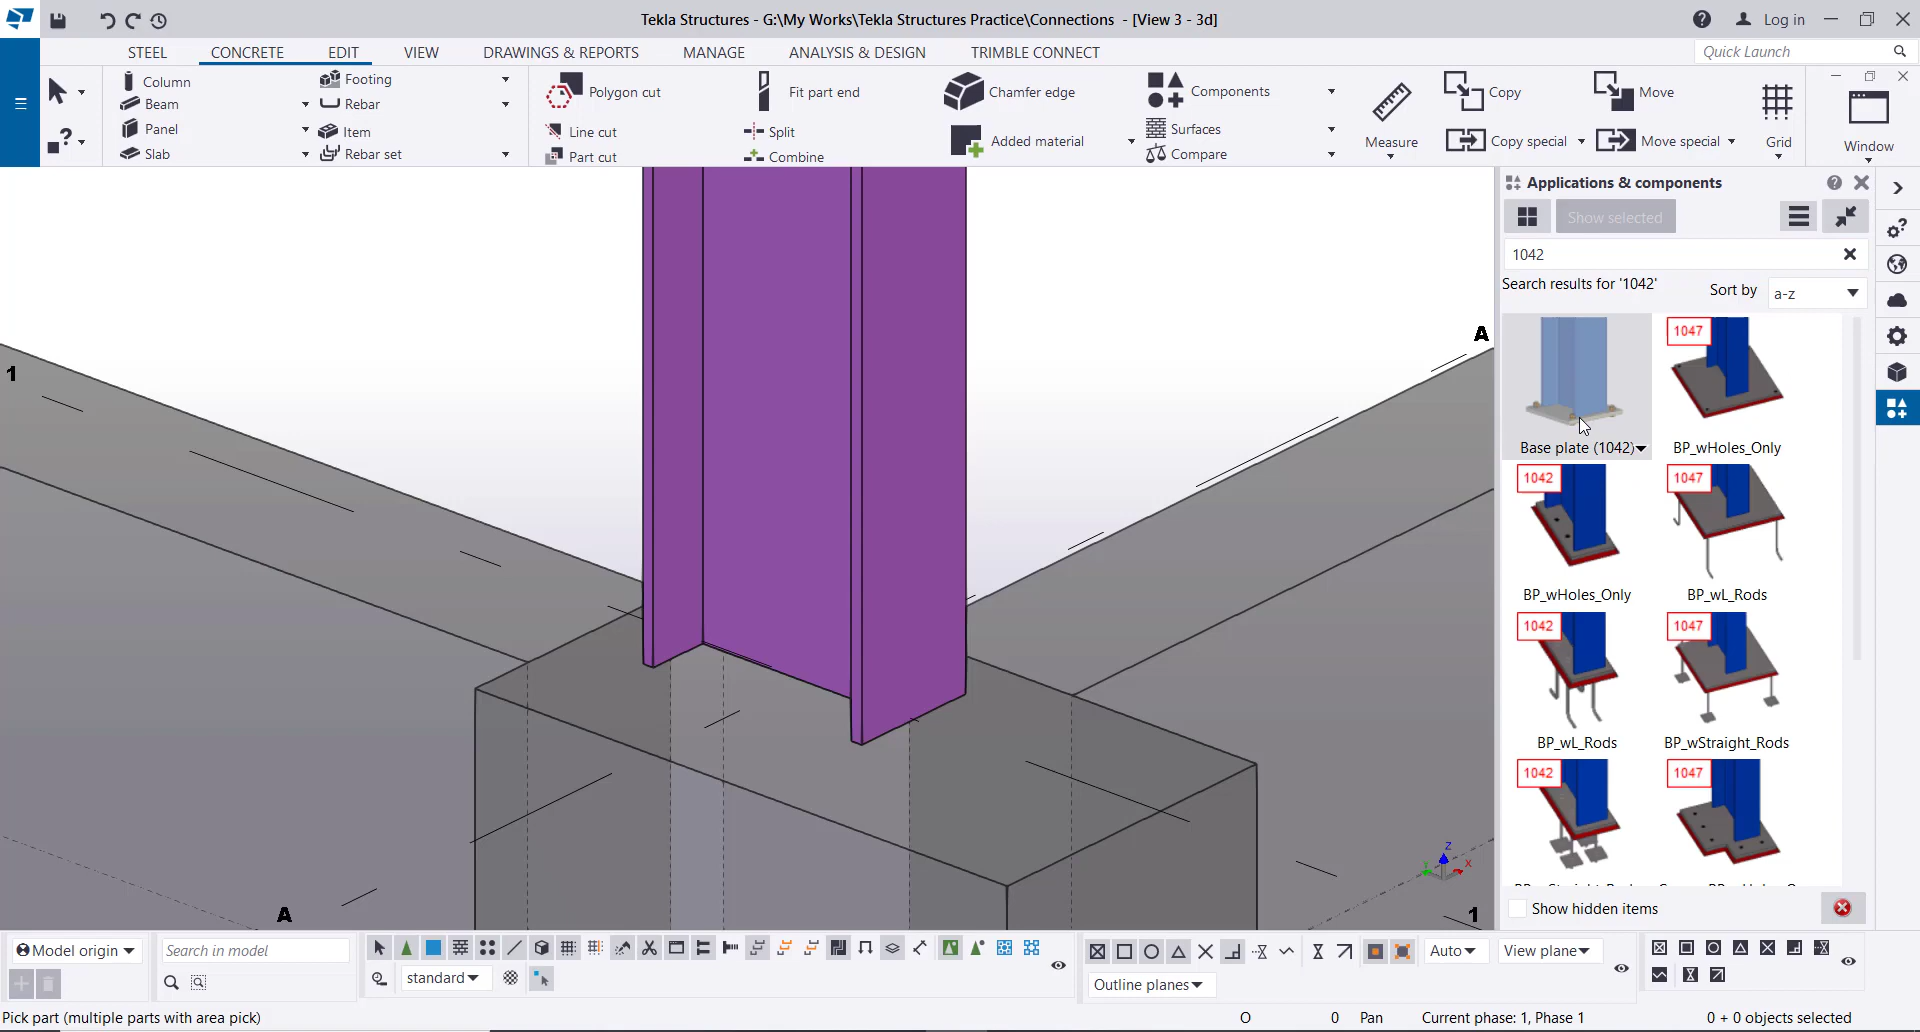 Tekla Structures - G:\My Works\Tekla Structures Practice\Connections - [View 3 - 3d]
Log in
STEEL CONCRETE EDIT VIEW DRAWINGS & REPORTS MANAGE ANALYSIS & DESIGN TRIMBLE CONNECT
Quick Launch
Column
Beam
Panel
Slab
Footing
Rebar
Item
Rebar set
Polygon cut
Line cut
Part cut
Fit part end
Split
Combine
Chamfer edge
Added material
Components
Surfaces
Compare
Measure
Copy
Copy special
Move
Move special
Grid
Window
Applications & components
Show selected
1042
Search results for '1042'
Sort by
a-z
Base plate (1042)
1047
BP_wHoles_Only
1042
BP_wHoles_Only
1047
BP_wL_Rods
1042
BP_wL_Rods
1047
BP_wStraight_Rods
1042
1047
Show hidden items
1
A
A
1
Z
X
Model origin
Search in model
standard
Auto
View plane
Outline planes
Pick part (multiple parts with area pick)
O
0
Pan
Current phase: 1, Phase 1
0 + 0 objects selected